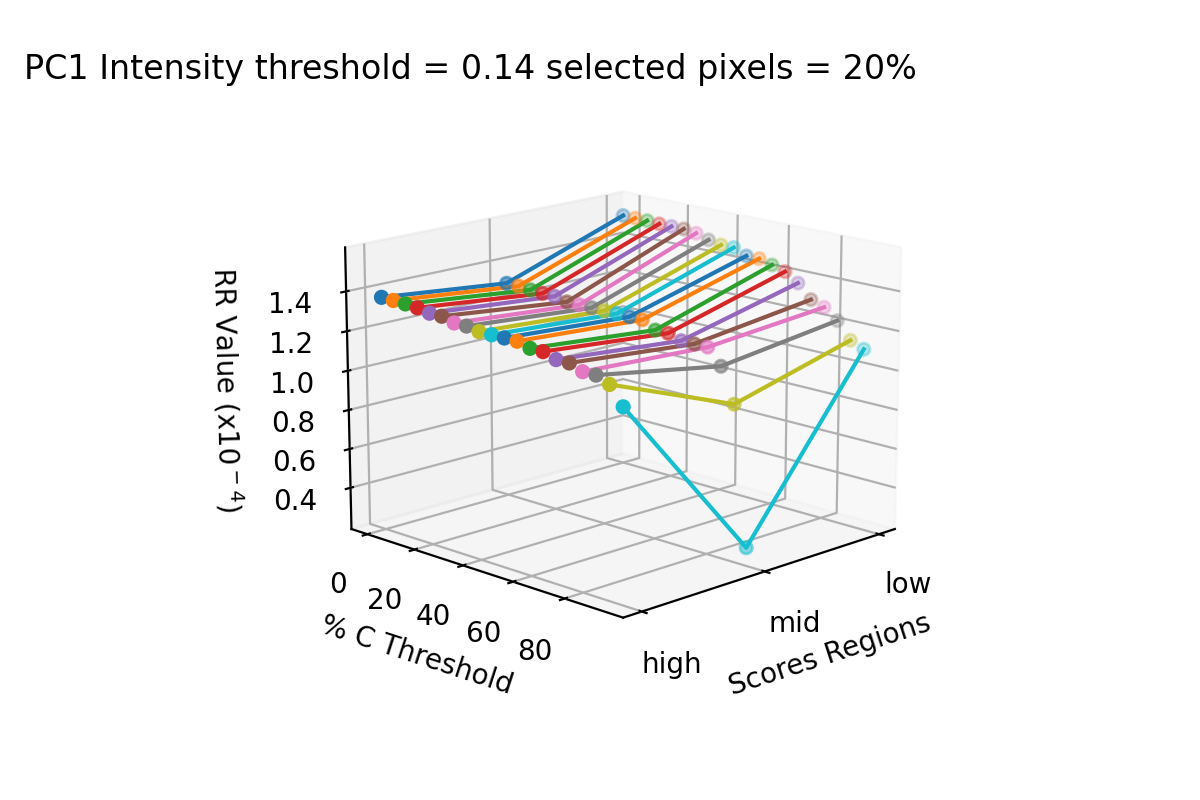 PC1 Intensity threshold = 0.14 selected pixels = 20%
1.4
1.2
1.0
0.8
0.6
0.4
RR Value (x10⁻⁴)
0
20
40
60
80
% C Threshold
high
mid
low
Scores Regions